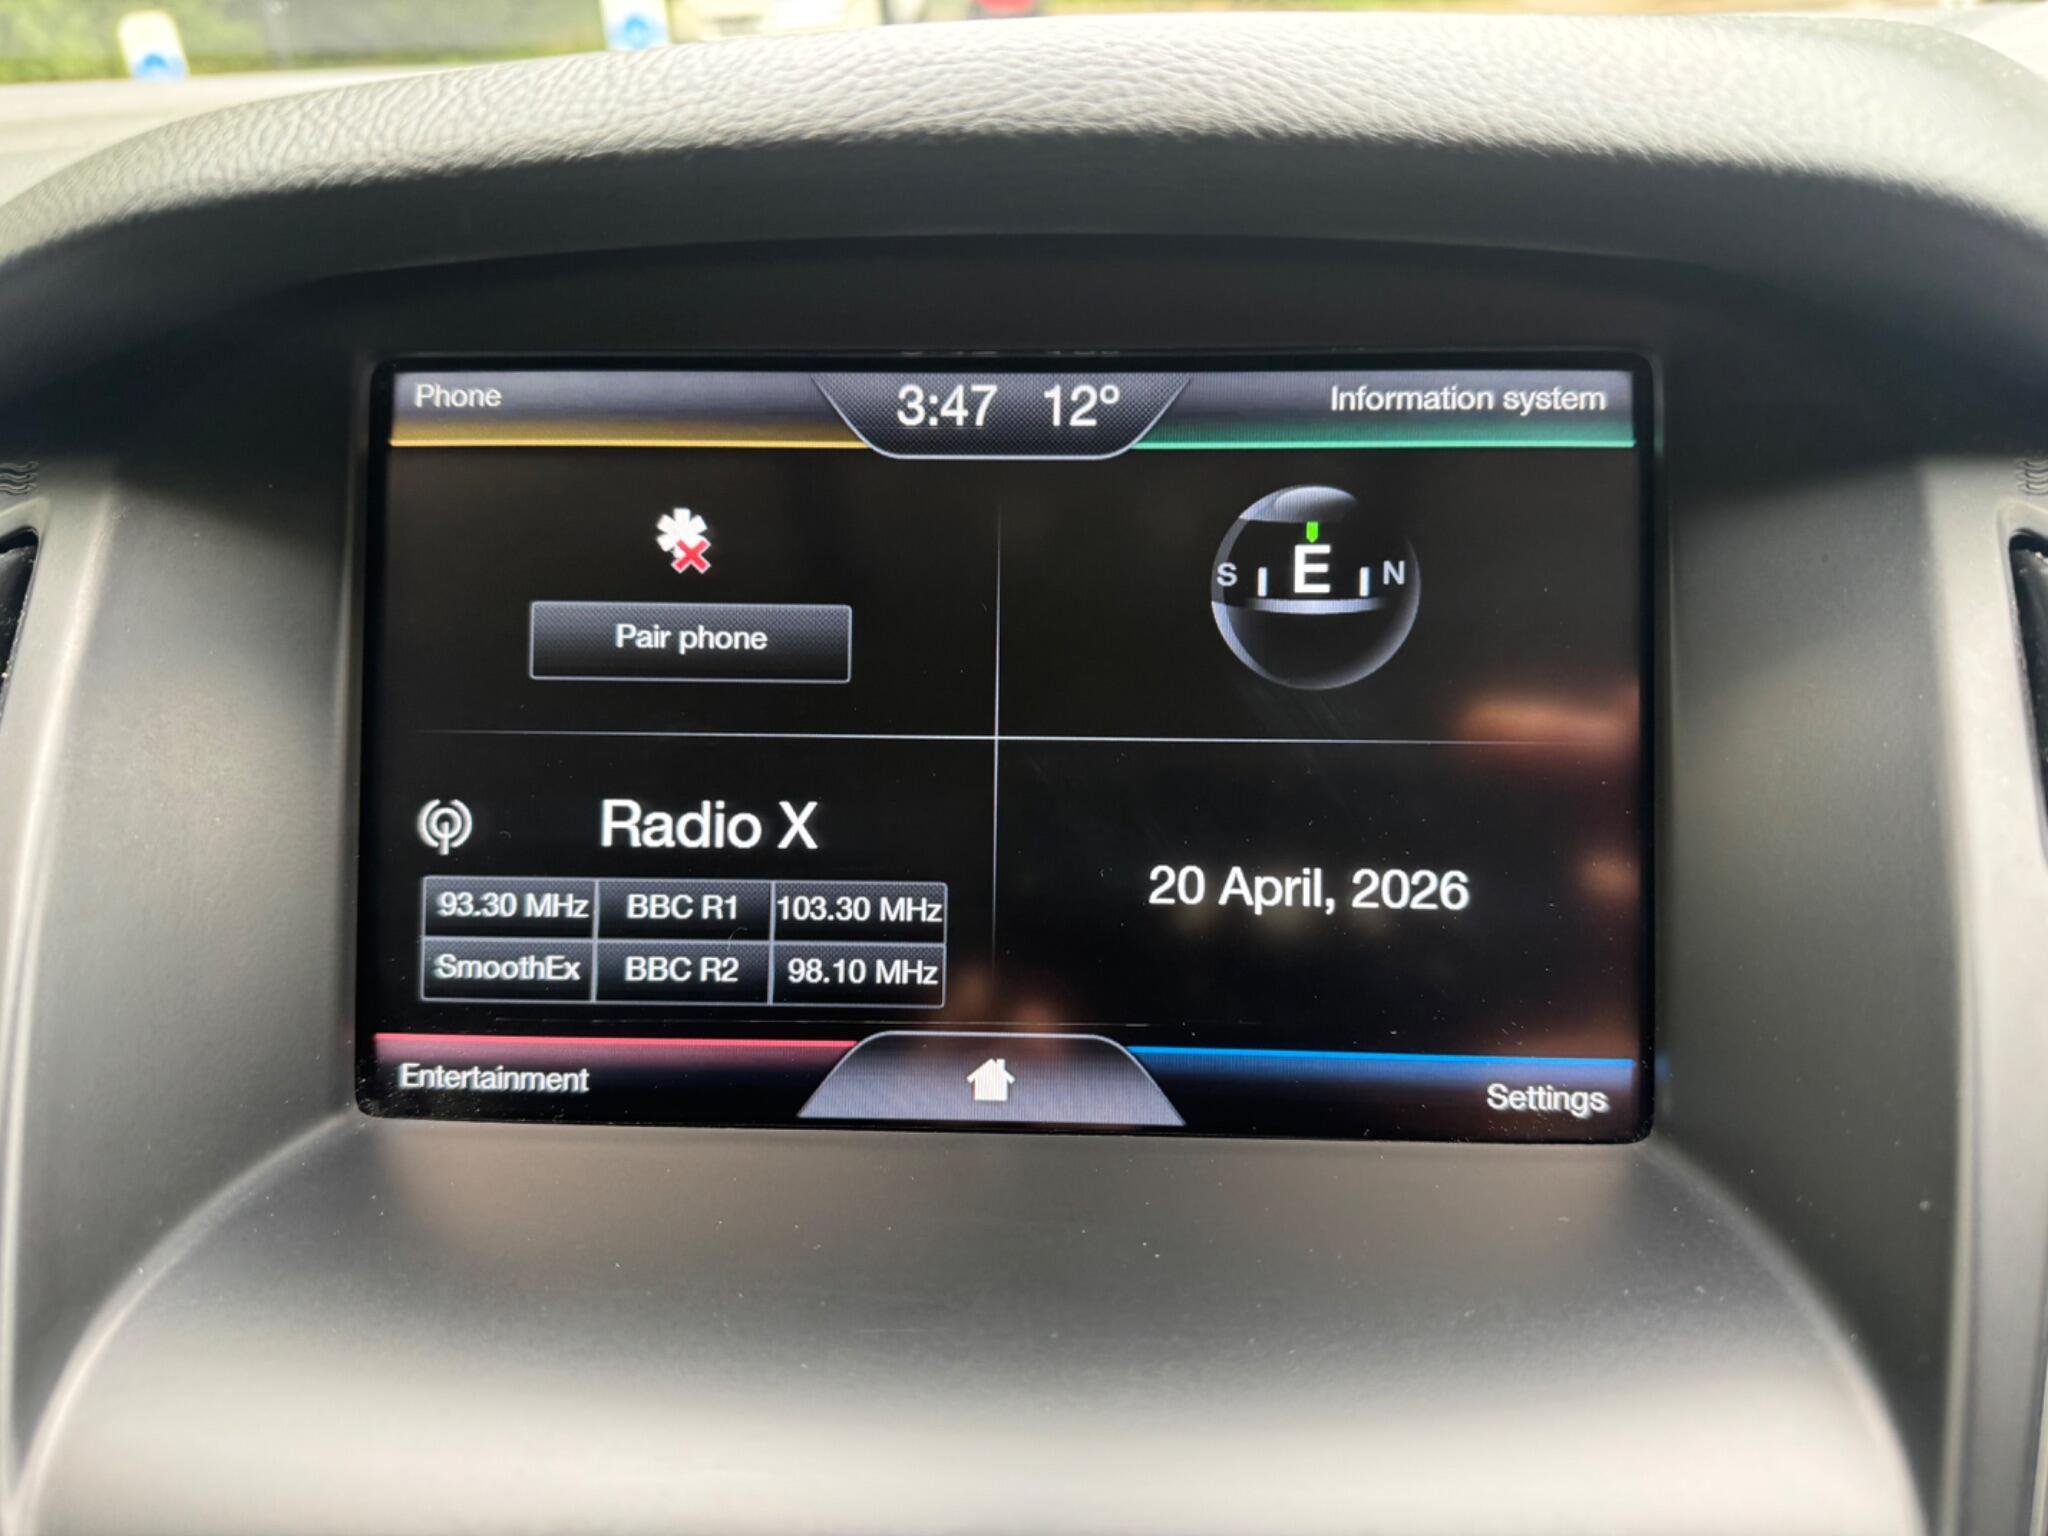 Phone
3:47 12°
Information system
Pair phone
S E N
Radio X
93.30 MHz BBC R1 103.30 MHz
SmoothEx BBC R2 98.10 MHz
20 April, 2026
Entertainment
Settings